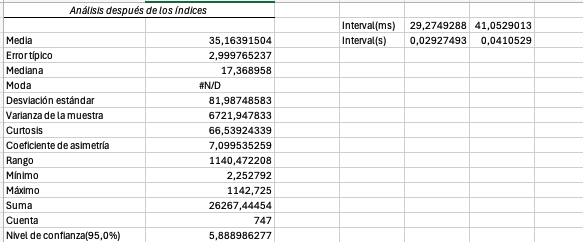 Análisis después de los índices
Interval(ms) 29,2749288 41,0529013
Media 35,16391504 Interval(s) 0,02927493 0,0410529
Error típico 2,999765237
Mediana 17,368958
Moda #N/D
Desviación estándar 81,98748583
Varianza de la muestra 6721,947833
Curtosis 66,53924339
Coeficiente de asimetría 7,099535259
Rango 1140,472208
Mínimo 2,252792
Máximo 1142,725
Suma 26267,44454
Cuenta 747
Nivel de confianza(95,0%) 5,888986277